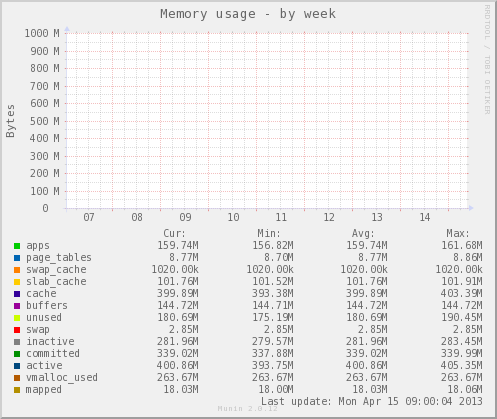 Memory usage - by week
RRDTOOL / TOBI OETIKER
Bytes
1000 M
900 M
800 M
700 M
600 M
500 M
400 M
300 M
200 M
100 M
0
07 08 09 10 11 12 13 14
Cur: Min: Avg: Max:
apps 159.74M 156.82M 159.74M 161.68M
page_tables 8.77M 8.70M 8.77M 8.86M
swap_cache 1020.00k 1020.00k 1020.00k 1020.00k
slab_cache 101.76M 101.52M 101.76M 101.91M
cache 399.89M 393.38M 399.89M 403.39M
buffers 144.72M 144.71M 144.72M 144.72M
unused 180.69M 175.19M 180.69M 190.45M
swap 2.85M 2.85M 2.85M 2.85M
inactive 281.96M 279.57M 281.96M 283.45M
committed 339.02M 337.88M 339.02M 339.99M
active 400.86M 393.75M 400.86M 405.35M
vmalloc_used 263.67M 263.67M 263.67M 263.67M
mapped 18.03M 18.00M 18.03M 18.06M
Last update: Mon Apr 15 09:00:04 2013
Munin 2.0.12